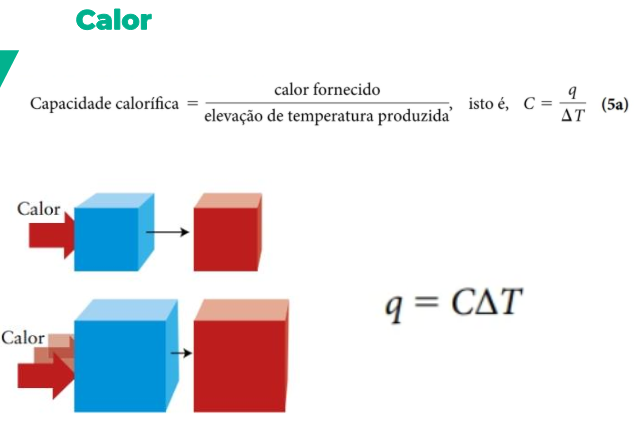 Calor
Capacidade calorífica = calor fornecido / elevação de temperatura produzida, isto é, C = q / ΔT (5a)
Calor
q = CΔT
Calor